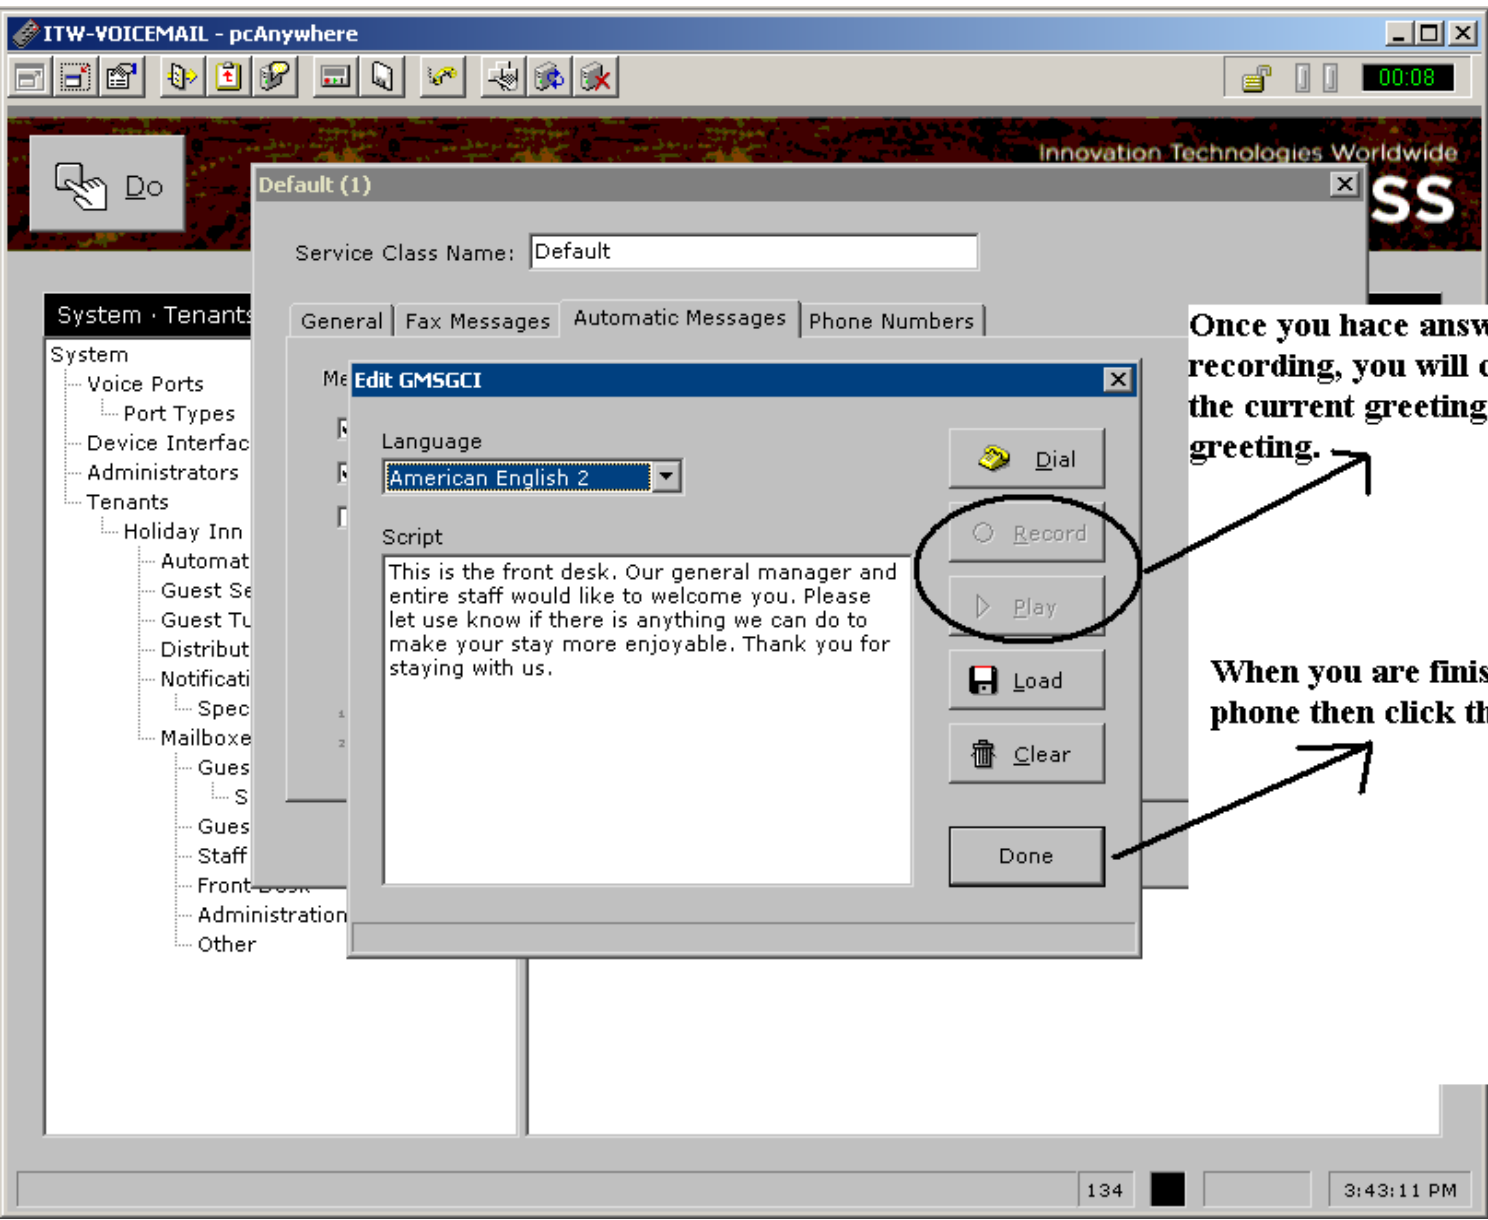 ITW-VOICEMAIL - pcAnywhere
00:08
Innovation Technologies Worldwide
SS
Do
Default (1)
Service Class Name: Default
General Fax Messages Automatic Messages Phone Numbers
System · Tenants
System
Voice Ports
Port Types
Device Interfac
Administrators
Tenants
Holiday Inn
Automat
Guest Se
Guest Tu
Distribut
Notificati
Spec
Mailboxe
Gues
S
Gues
Staff
Front Desk
Administration
Other
Me
1
2
Edit GMSGCI
Language
American English 2
Script
This is the front desk. Our general manager and
entire staff would like to welcome you. Please
let use know if there is anything we can do to
make your stay more enjoyable. Thank you for
staying with us.
Dial
Record
Play
Load
Clear
Done
Once you hace answ
recording, you will c
the current greeting
greeting.
When you are finis
phone then click th
134
3:43:11 PM